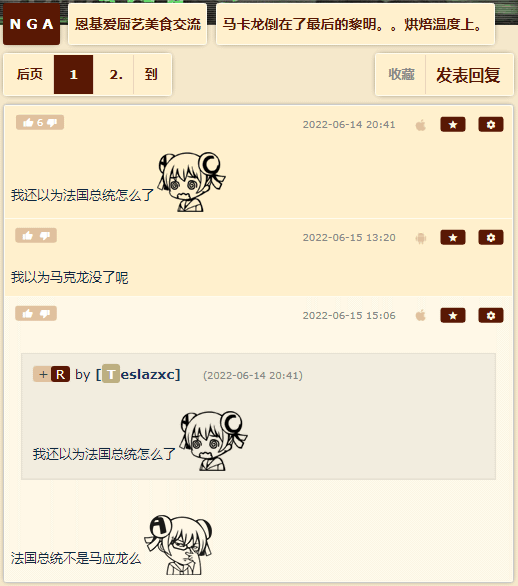 NGA 恩基爱厨艺美食交流 马卡龙倒在了最后的黎明。。烘焙温度上。
后页 1 2. 到 收藏 发表回复
6 2022-06-14 20:41
我还以为法国总统怎么了
2022-06-15 13:20
我以为马克龙没了呢
2022-06-15 15:06
+ R by [Teslazxc] (2022-06-14 20:41)
我还以为法国总统怎么了
法国总统不是马应龙么